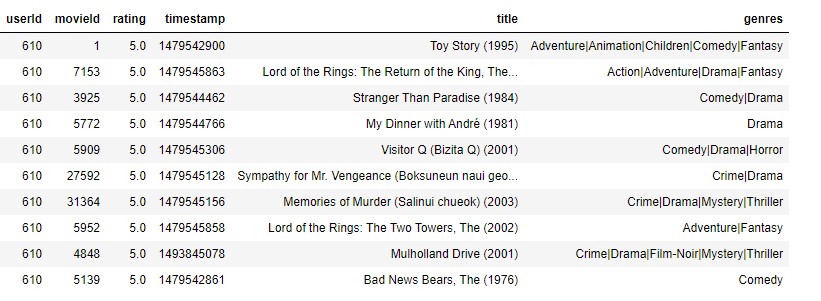 userId movieId rating timestamp title genres
610 1 5.0 1479542900 Toy Story (1995) Adventure|Animation|Children|Comedy|Fantasy
610 7153 5.0 1479545863 Lord of the Rings: The Return of the King, The... Action|Adventure|Drama|Fantasy
610 3925 5.0 1479544462 Stranger Than Paradise (1984) Comedy|Drama
610 5772 5.0 1479544766 My Dinner with André (1981) Drama
610 5909 5.0 1479545306 Visitor Q (Bizita Q) (2001) Comedy|Drama|Horror
610 27592 5.0 1479545128 Sympathy for Mr. Vengeance (Boksuneun naui geo... Crime|Drama
610 31364 5.0 1479545156 Memories of Murder (Salinui chueok) (2003) Crime|Drama|Mystery|Thriller
610 5952 5.0 1479545858 Lord of the Rings: The Two Towers, The (2002) Adventure|Fantasy
610 4848 5.0 1493845078 Mulholland Drive (2001) Crime|Drama|Film-Noir|Mystery|Thriller
610 5139 5.0 1479542861 Bad News Bears, The (1976) Comedy